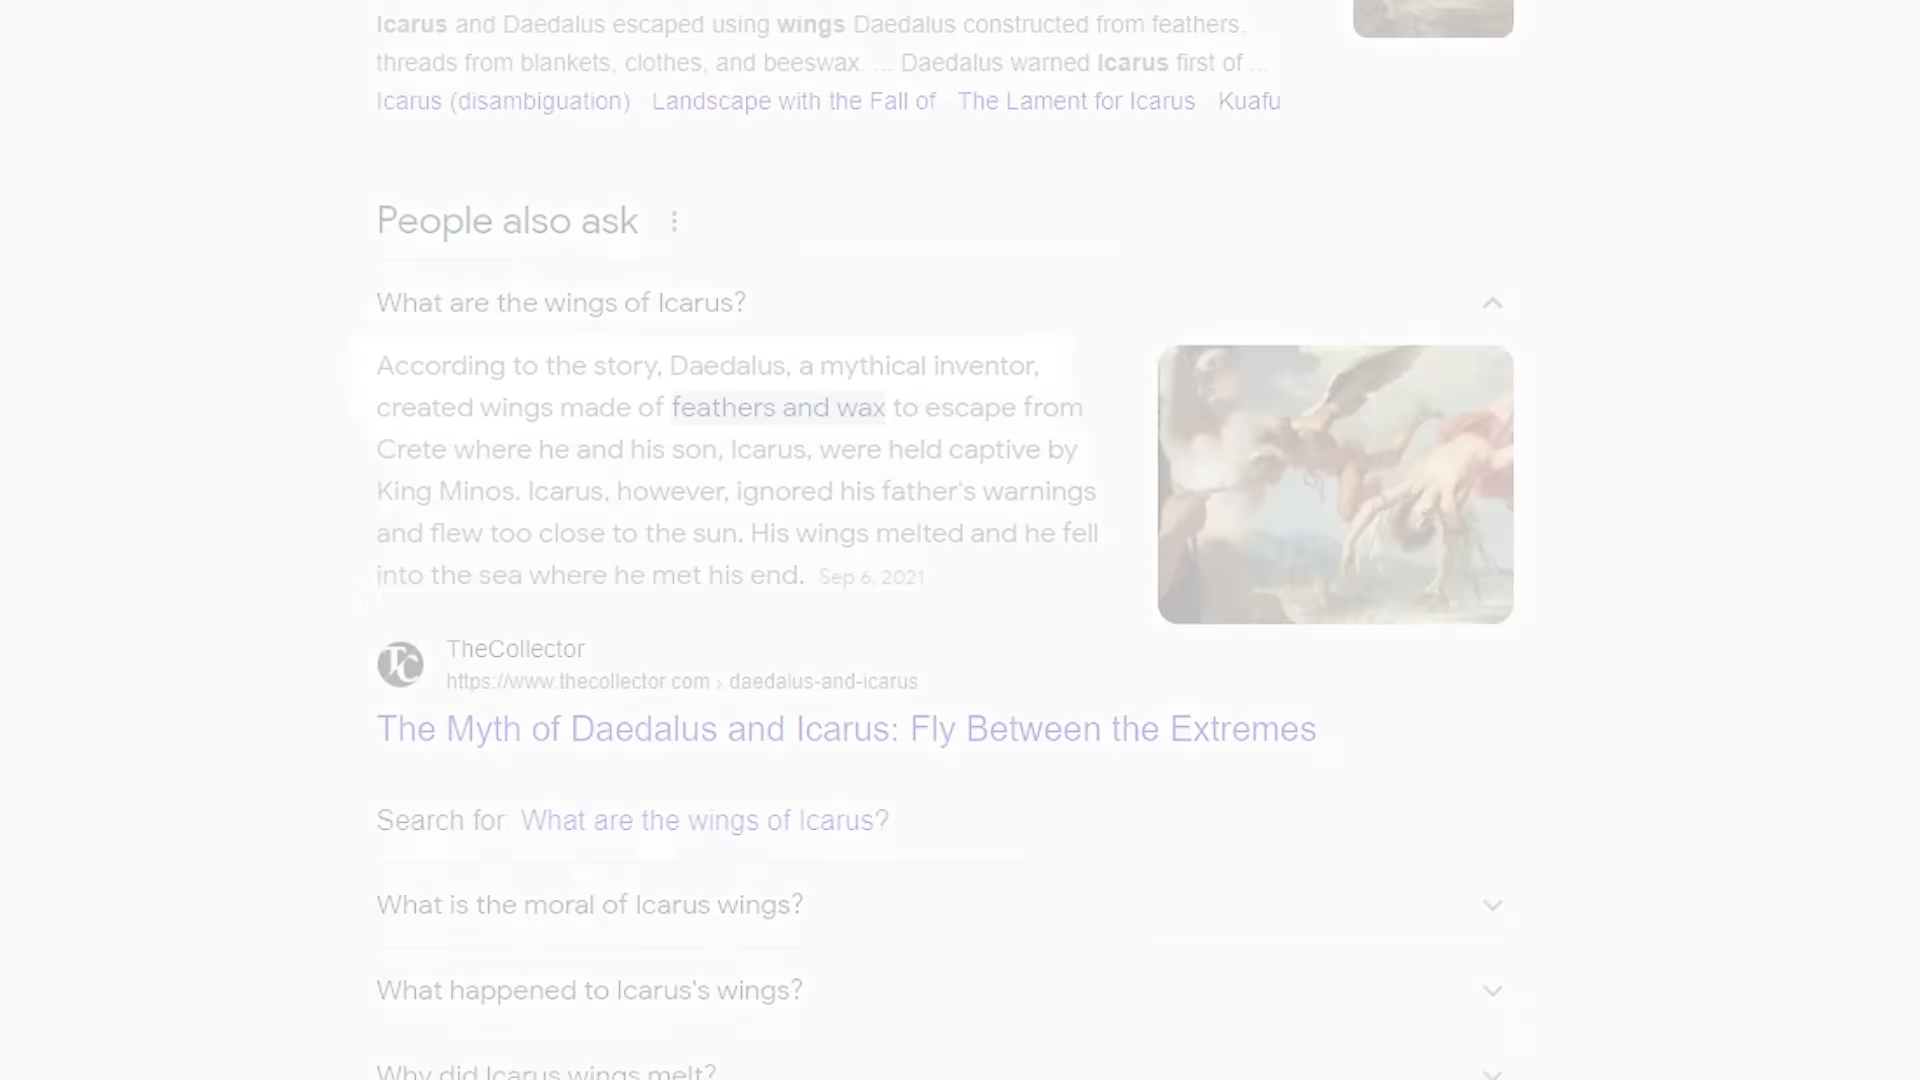 Icarus and Daedalus escaped using wings Daedalus constructed from feathers,
threads from blankets, clothes, and beeswax. ... Daedalus warned Icarus first of ...
Icarus (disambiguation) · Landscape with the Fall of · The Lament for Icarus · Kuafu
People also ask
What are the wings of Icarus?
According to the story, Daedalus, a mythical inventor,
created wings made of feathers and wax to escape from
Crete where he and his son, Icarus, were held captive by
King Minos. Icarus, however, ignored his father's warnings
and flew too close to the sun. His wings melted and he fell
into the sea where he met his end. Sep 6, 2021
TC TheCollector
https://www.thecollector.com › daedalus-and-icarus
The Myth of Daedalus and Icarus: Fly Between the Extremes
Search for: What are the wings of Icarus?
What is the moral of Icarus wings?
What happened to Icarus's wings?
Why did Icarus wings melt?